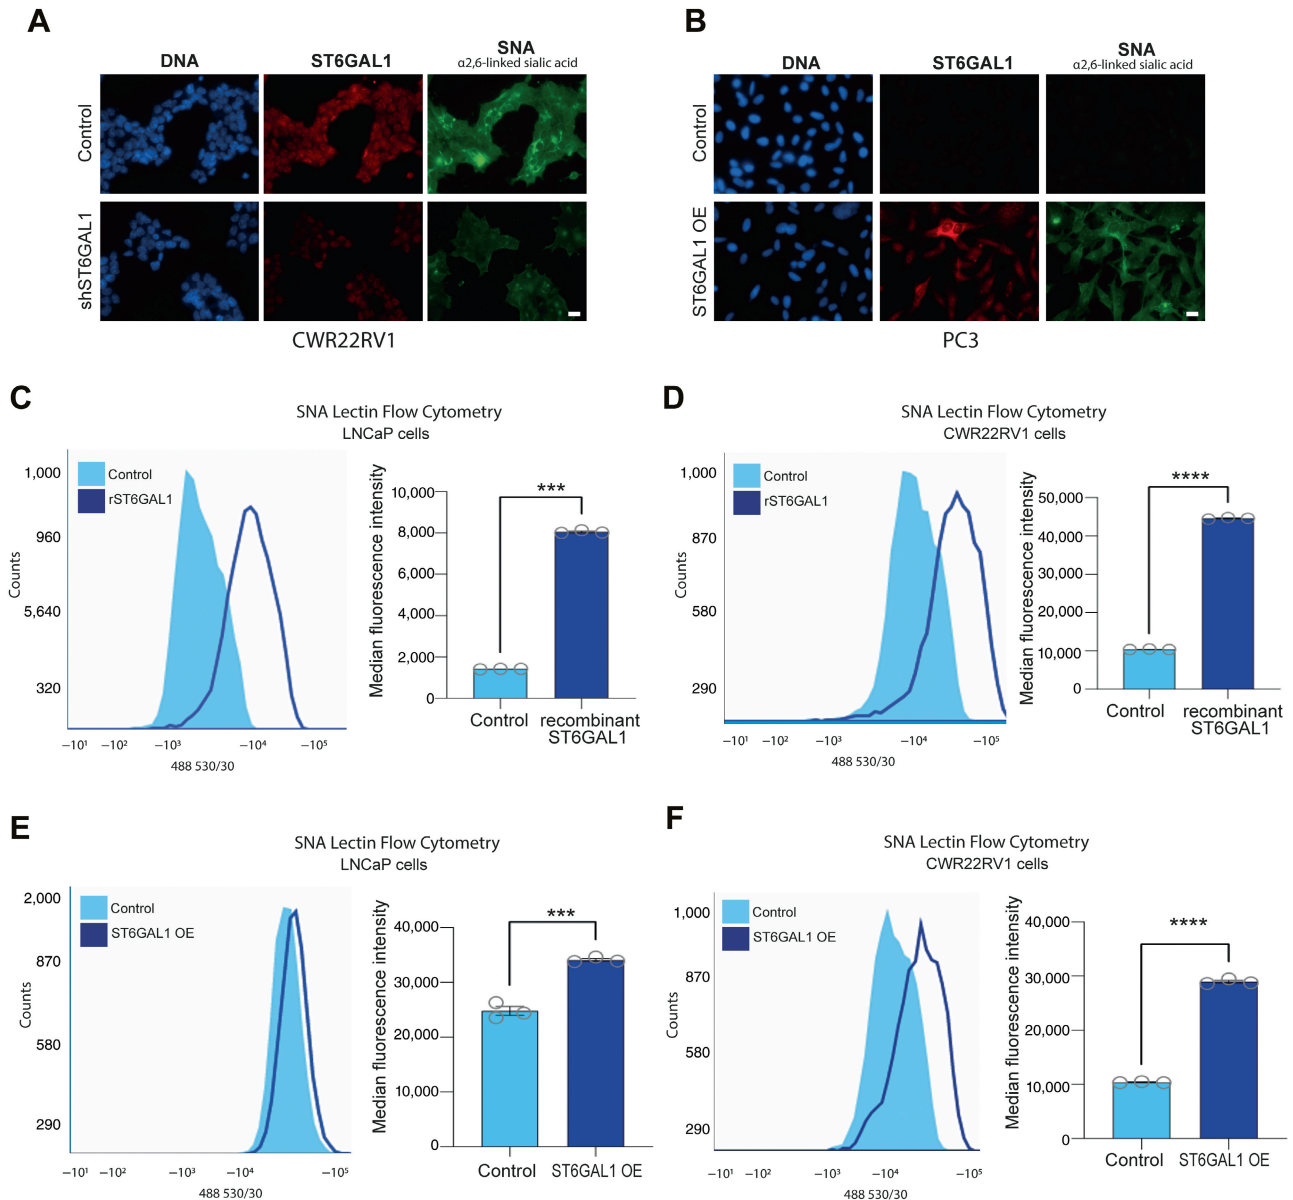 A
DNA
ST6GAL1
SNA
α2,6-linked sialic acid
Control
shST6GAL1
CWR22RV1
B
DNA
ST6GAL1
SNA
α2,6-linked sialic acid
Control
ST6GAL1 OE
PC3
C
SNA Lectin Flow Cytometry
LNCaP cells
Control
rST6GAL1
Counts
1,000
960
5,640
320
−10¹ −10² −10³ −10⁴ −10⁵
488 530/30
Median fluorescence intensity
10,000
8,000
6,000
4,000
2,000
0
***
Control
recombinant
ST6GAL1
D
SNA Lectin Flow Cytometry
CWR22RV1 cells
Control
rST6GAL1
Counts
1,000
870
580
290
−10¹ −10² −10³ −10⁴ −10⁵
488 530/30
Median fluorescence intensity
50,000
40,000
30,000
20,000
10,000
0
****
Control
recombinant
ST6GAL1
E
SNA Lectin Flow Cytometry
LNCaP cells
Control
ST6GAL1 OE
Counts
2,000
870
580
290
−10¹ −10² −10³ −10⁴ −10⁵
488 530/30
Median fluorescence intensity
40,000
30,000
20,000
10,000
0
***
Control
ST6GAL1 OE
F
SNA Lectin Flow Cytometry
CWR22RV1 cells
Control
ST6GAL1 OE
Counts
1,000
870
580
290
−10¹ −10² −10³ −10⁴ −10⁵
488 530/30
Median fluorescence intensity
40,000
30,000
20,000
10,000
0
****
Control
ST6GAL1 OE